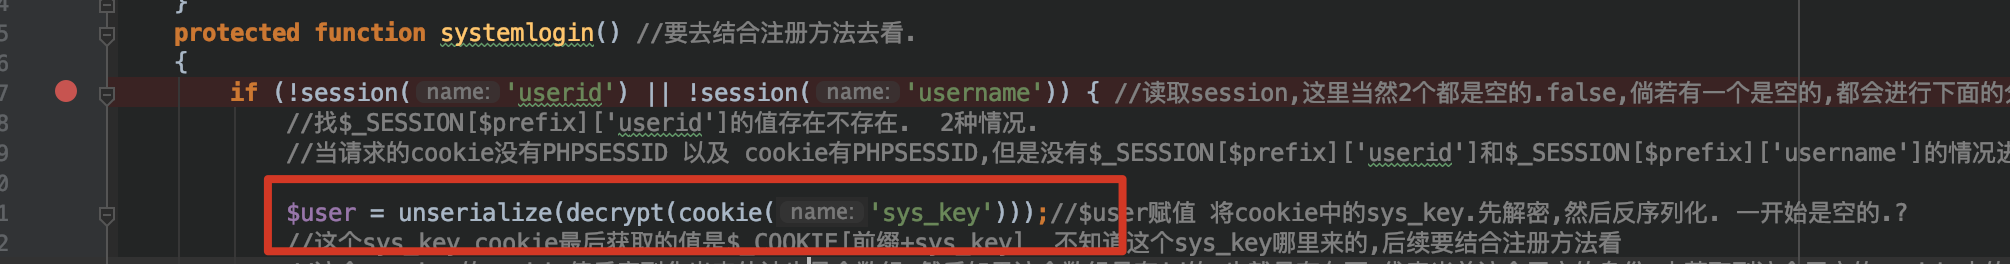 4 }
5 protected function systemlogin() //要去结合注册方法去看.
6 {
7 if (!session( name: 'userid') || !session( name: 'username')) { //读取session,这里当然2个都是空的.false,倘若有一个是空的,都会进行下面的
8 //找$_SESSION[$prefix]['userid']的值存在不存在. 2种情况.
9 //当请求的cookie没有PHPSESSID 以及 cookie有PHPSESSID,但是没有$_SESSION[$prefix]['userid']和$_SESSION[$prefix]['username']的情况进
0
1 $user = unserialize(decrypt(cookie( name: 'sys_key')));//$user赋值 将cookie中的sys_key.先解密,然后反序列化. 一开始是空的.?
2 //这个sys_key cookie最后获取的值是$_COOKIE[前缀+sys_key] 不知道这个sys_key哪里来的,后续要结合注册方法看